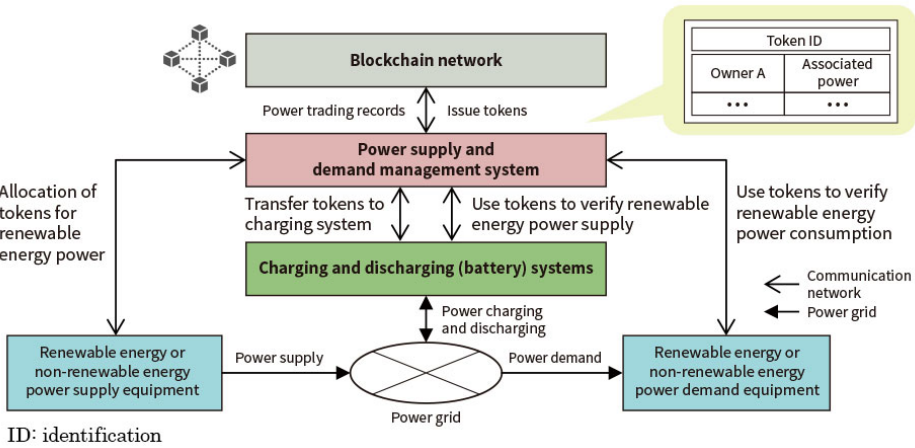 Blockchain network
Token ID
Owner A
Associated
power
•••
•••
Power trading records
Issue tokens
Power supply and
demand management system
Allocation of
tokens for
renewable
energy power
Transfer tokens to
charging system
Use tokens to verify renewable
energy power supply
Use tokens to verify
renewable energy
power consumption
Charging and discharging (battery) systems
Communication
network
Power grid
Power charging
and discharging
Renewable energy or
non-renewable energy
power supply equipment
Power supply
Power demand
Renewable energy or
non-renewable energy
power demand equipment
Power grid
ID: identification